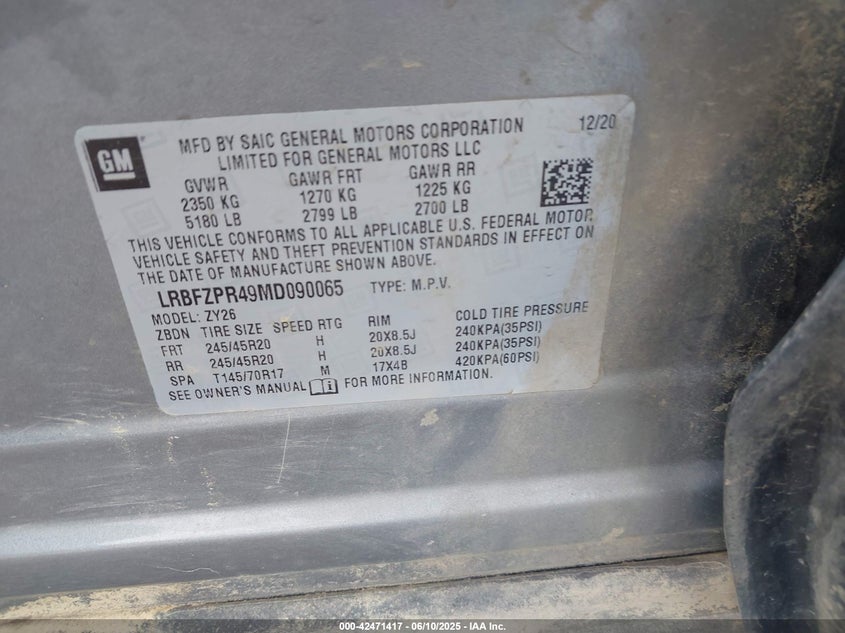 GM
MFD BY SAIC GENERAL MOTORS CORPORATION 12/20
LIMITED FOR GENERAL MOTORS LLC
GVWR GAWR FRT GAWR RR
2350 KG 1270 KG 1225 KG
5180 LB 2799 LB 2700 LB
THIS VEHICLE CONFORMS TO ALL APPLICABLE U.S. FEDERAL MOTOR
VEHICLE SAFETY AND THEFT PREVENTION STANDARDS IN EFFECT ON
THE DATE OF MANUFACTURE SHOWN ABOVE.
LRBFZPR49MD090065 TYPE: M.P.V.
MODEL: ZY26
ZBDN TIRE SIZE SPEED RTG RIM COLD TIRE PRESSURE
FRT 245/45R20 H 20X8.5J 240KPA(35PSI)
RR 245/45R20 H 20X8.5J 240KPA(35PSI)
SPA T145/70R17 M 17X4B 420KPA(60PSI)
SEE OWNER'S MANUAL i FOR MORE INFORMATION.
000-42471417 - 06/10/2025 - IAA Inc.